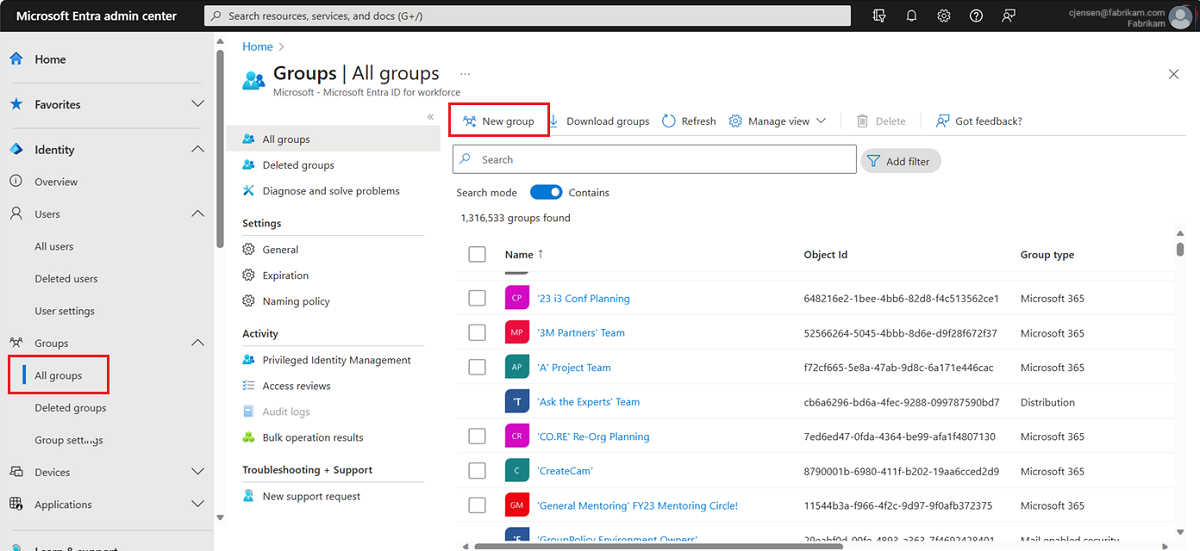 Microsoft Entra admin center
Search resources, services, and docs (G+/)
cjensen@fabrikam.com
Fabrikam
Home
Favorites
Identity
Overview
Users
All users
Deleted users
User settings
Groups
All groups
Deleted groups
Group settings
Devices
Applications
Learn & support
Home >
Groups | All groups ...
Microsoft - Microsoft Entra ID for workforce
All groups
Deleted groups
Diagnose and solve problems
Settings
General
Expiration
Naming policy
Activity
Privileged Identity Management
Access reviews
Audit logs
Bulk operation results
Troubleshooting + Support
New support request
New group Download groups Refresh Manage view Delete Got feedback?
Search Add filter
Search mode Contains
1,316,533 groups found
Name ↑ Object Id Group type
CP '23 i3 Conf Planning 648216e2-1bee-4bb6-82d8-f4c513562ce1 Microsoft 365
MP '3M Partners' Team 52566264-5045-4bbb-8d6e-d9f28f672f37 Microsoft 365
AP 'A' Project Team f72cf665-5e8a-47ab-9d8c-6a171e446cac Microsoft 365
'T 'Ask the Experts' Team cb6a6296-bd6a-4fec-9288-099787590bd7 Distribution
CR 'CO.RE' Re-Org Planning 7ed6ed47-0fda-4364-be99-afa1f4807130 Microsoft 365
C 'CreateCam' 8790001b-6980-411f-b202-19aa6cced2d9 Microsoft 365
GM 'General Mentoring' FY23 Mentoring Circle! 11544b3a-f966-4f2c-9d97-9f0afb372375 Microsoft 365
'GroupPolicy Environment Owners' Mail enabled security